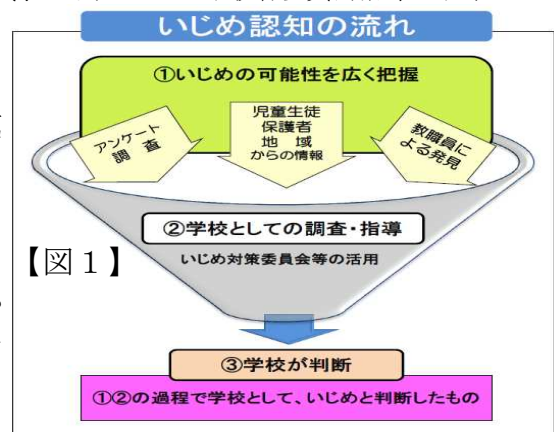 いじめ認知の流れ
①いじめの可能性を広く把握
アンケート
調　査
児童生徒
保護者
地　域
からの情報
教職員に
よる発見
②学校としての調査・指導
いじめ対策委員会等の活用
【図１】
③学校が判断
①②の過程で学校として、いじめと判断したもの